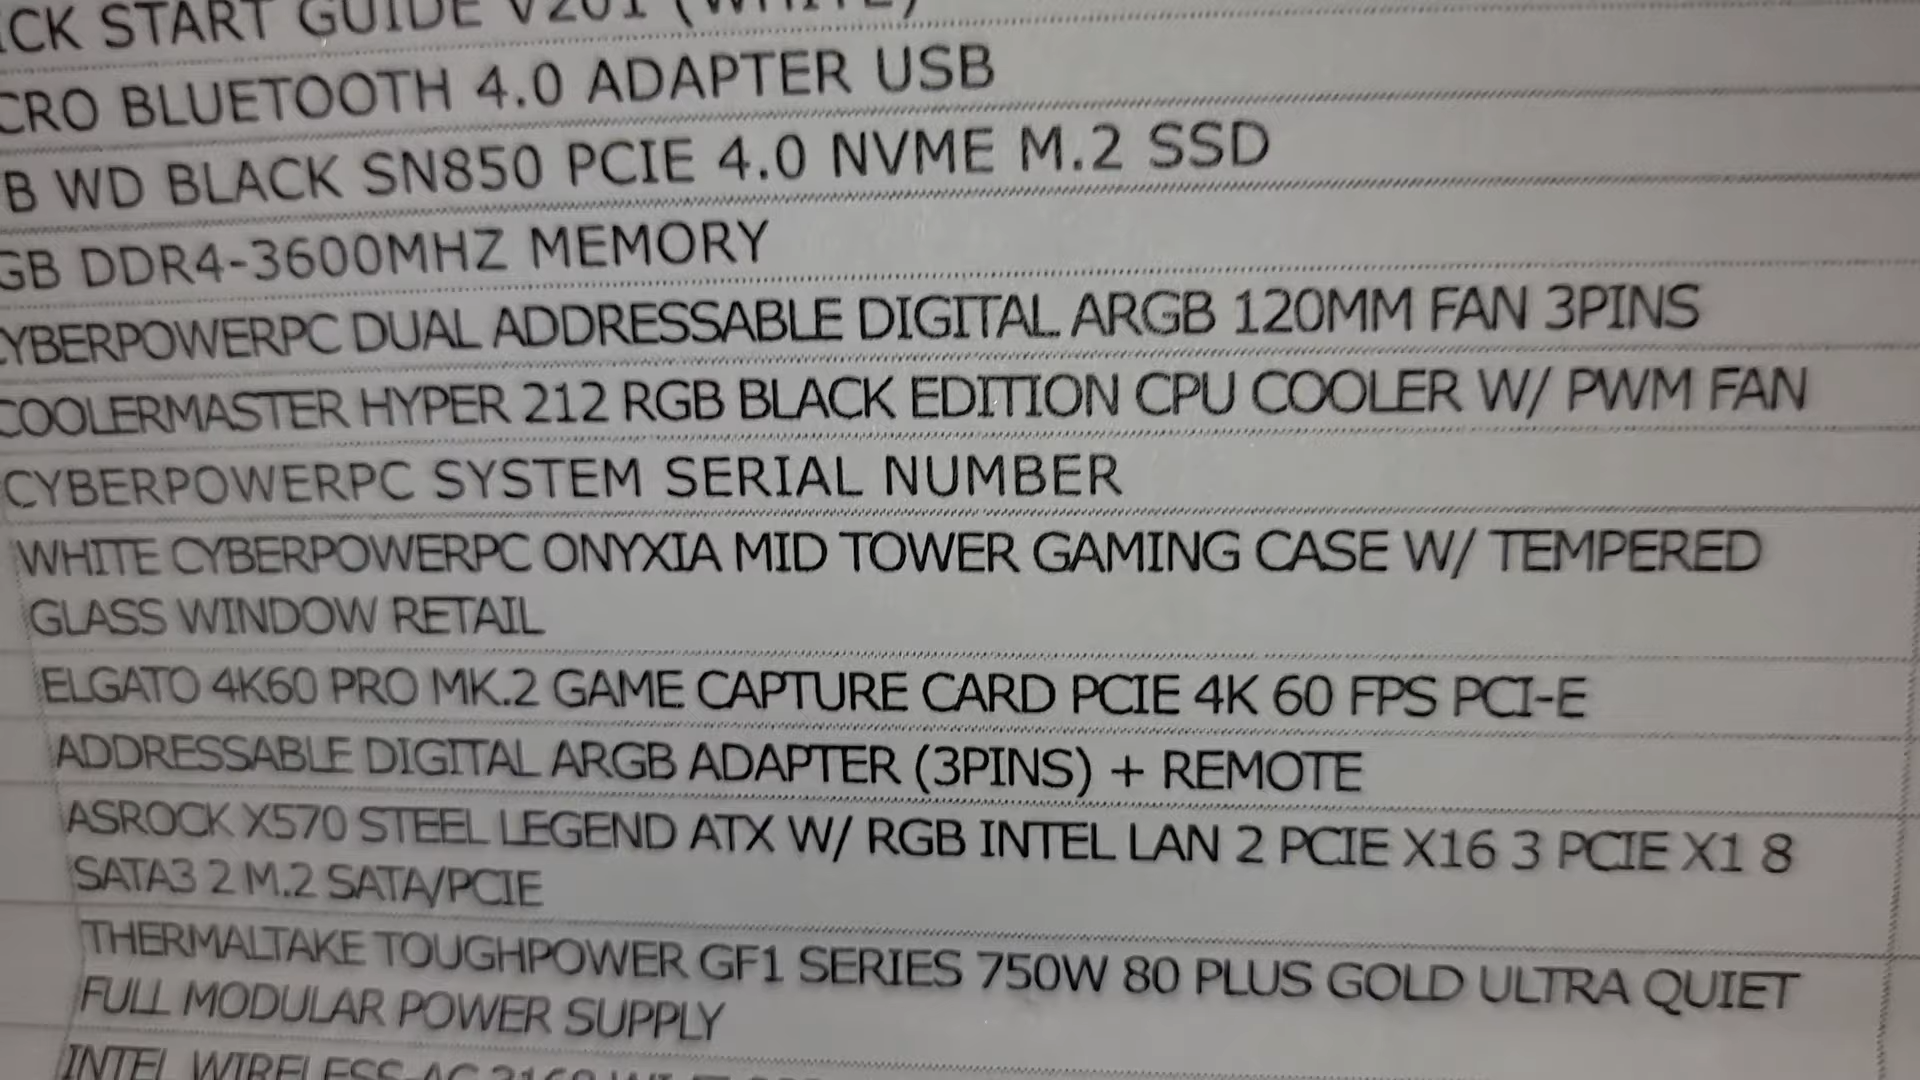 START GUIDE V201 (WHITE)
BLUETOOTH 4.0 ADAPTER USB
WD BLACK SN850 PCIE 4.0 NVME M.2 SSD
GB DDR4-3600MHZ MEMORY
CYBERPOWERPC DUAL ADDRESSABLE DIGITAL ARGB 120MM FAN 3PINS
COOLERMASTER HYPER 212 RGB BLACK EDITION CPU COOLER W/ PWM FAN
CYBERPOWERPC SYSTEM SERIAL NUMBER
WHITE CYBERPOWERPC ONYXIA MID TOWER GAMING CASE W/ TEMPERED
GLASS WINDOW RETAIL
ELGATO 4K60 PRO MK.2 GAME CAPTURE CARD PCIE 4K 60 FPS PCI-E
ADDRESSABLE DIGITAL ARGB ADAPTER (3PINS) + REMOTE
ASROCK X570 STEEL LEGEND ATX W/ RGB INTEL LAN 2 PCIE X16 3 PCIE X1 8
SATA3 2 M.2 SATA/PCIE
THERMALTAKE TOUGHPOWER GF1 SERIES 750W 80 PLUS GOLD ULTRA QUIET
FULL MODULAR POWER SUPPLY
INTEL WIRELESS-AC